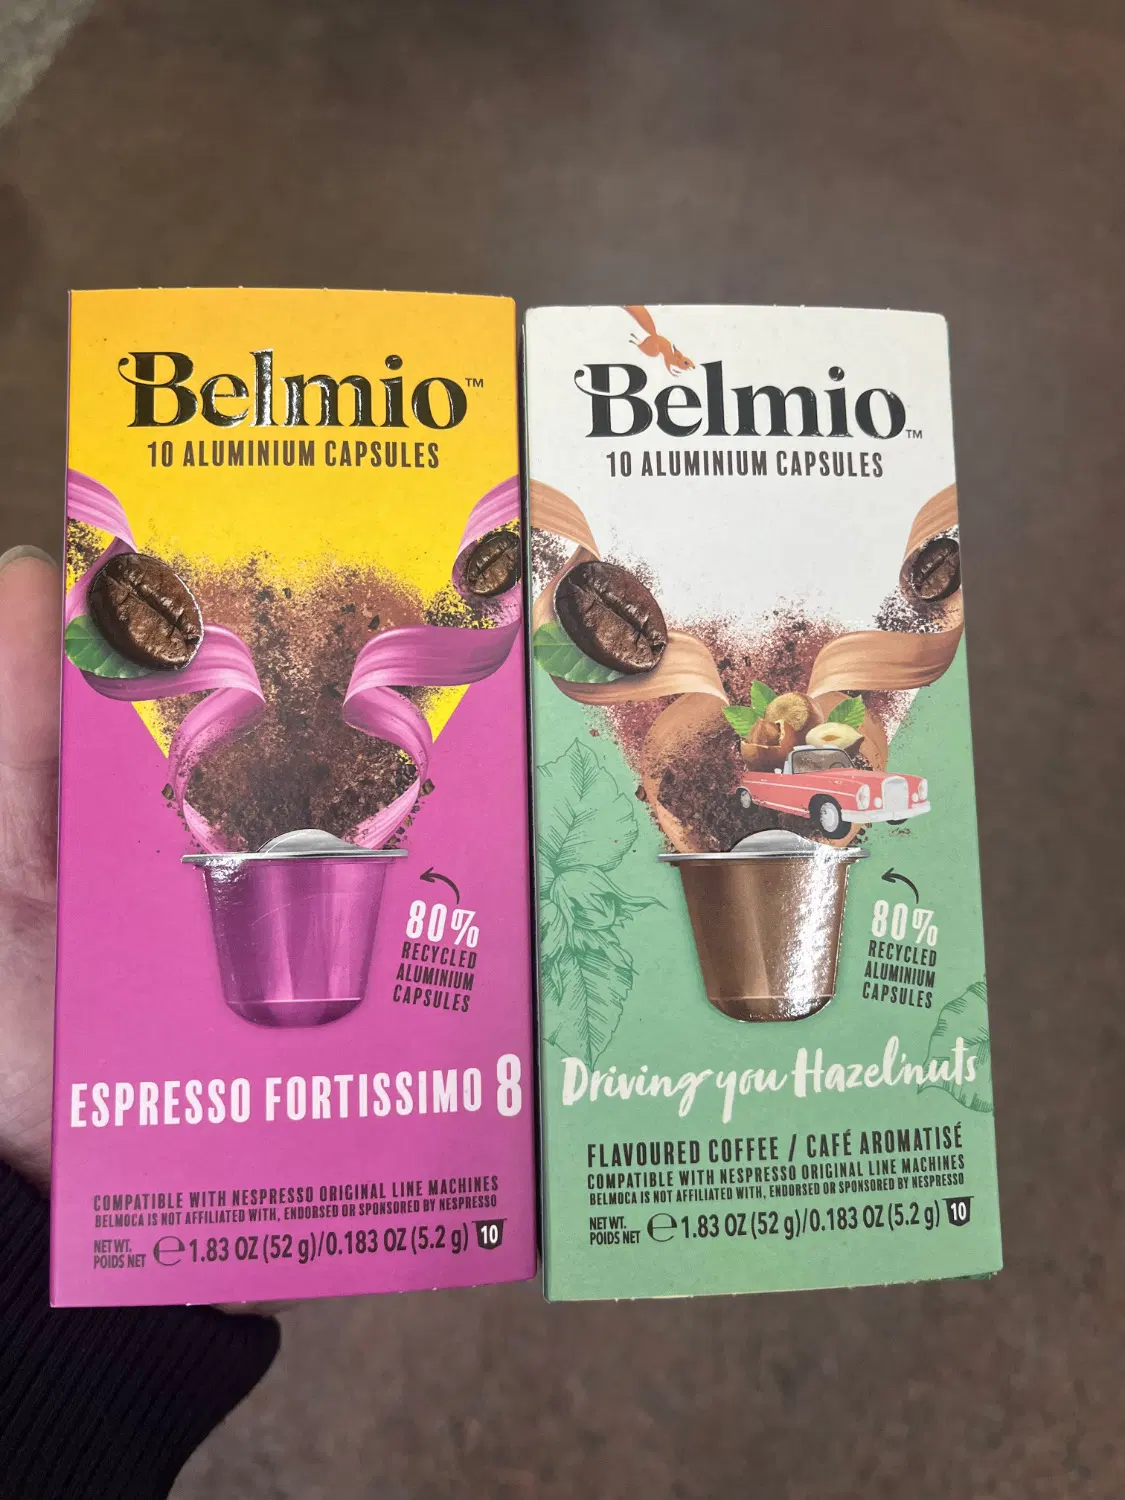 Belmio™
10 ALUMINIUM CAPSULES
80%
RECYCLED
ALUMINIUM
CAPSULES
ESPRESSO FORTISSIMO 8
COMPATIBLE WITH NESPRESSO ORIGINAL LINE MACHINES
BELMOCA IS NOT AFFILIATED WITH, ENDORSED OR SPONSORED BY NESPRESSO
NET WT.
POIDS NET
℮ 1.83 OZ (52 g)/0.183 OZ (5.2 g) 10
Belmio™
10 ALUMINIUM CAPSULES
80%
RECYCLED
ALUMINIUM
CAPSULES
Driving you Hazel'nuts
FLAVOURED COFFEE / CAFÉ AROMATISÉ
COMPATIBLE WITH NESPRESSO ORIGINAL LINE MACHINES
BELMOCA IS NOT AFFILIATED WITH, ENDORSED OR SPONSORED BY NESPRESSO
NET WT.
POIDS NET
℮ 1.83 OZ (52 g)/0.183 OZ (5.2 g) 10